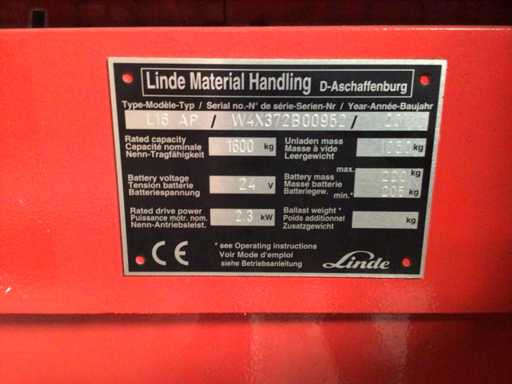 Linde Material Handling D-Aschaffenburg
Type-Modèle-Typ / Serial no.-N° de série-Serien-Nr / Year-Année-Baujahr
L16 AP / W4X372B00952 /
Rated capacity
Capacité nominale
Nenn-Tragfähigkeit
1600 kg
Unladen mass
Masse à vide
Leergewicht
kg
Battery voltage
Tension batterie
Batteriespannung
24 V
Battery mass
Masse batterie
Batteriegew.
max.
kg
min.*
205 kg
Rated drive power
Puissance motr. nom.
Nenn-Antriebsleist.
2.3 kW
Ballast weight *
Poids additionnel
Zusatzgewicht
kg
* see Operating instructions
Voir Mode d'emploi
siehe Betriebsanleitung
CE
Linde